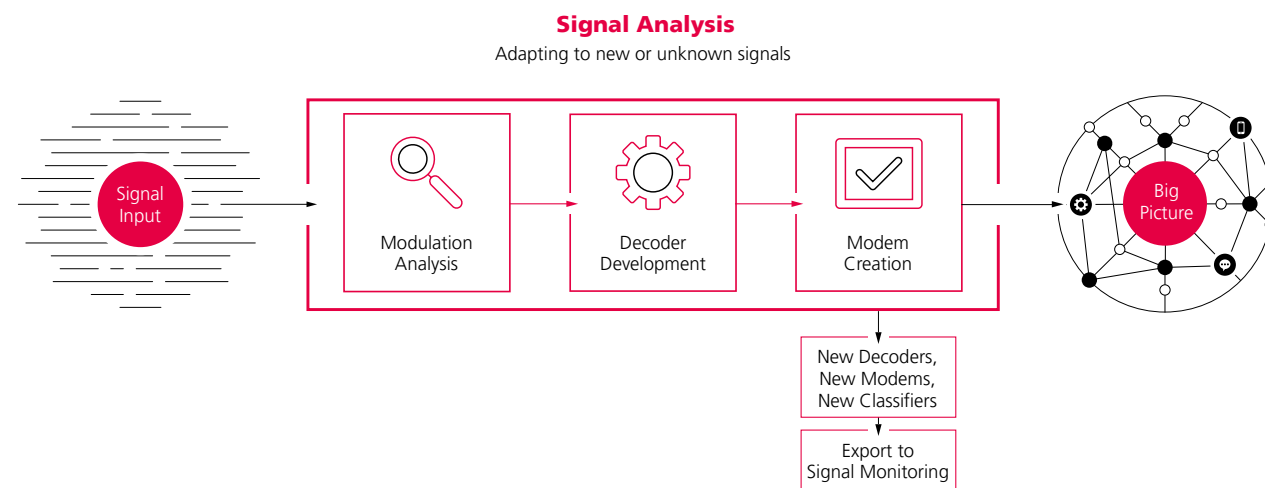 Signal Analysis
Adapting to new or unknown signals
Signal
Input
Modulation
Analysis
Decoder
Development
Modem
Creation
Big
Picture
New Decoders,
New Modems,
New Classifiers
Export to
Signal Monitoring